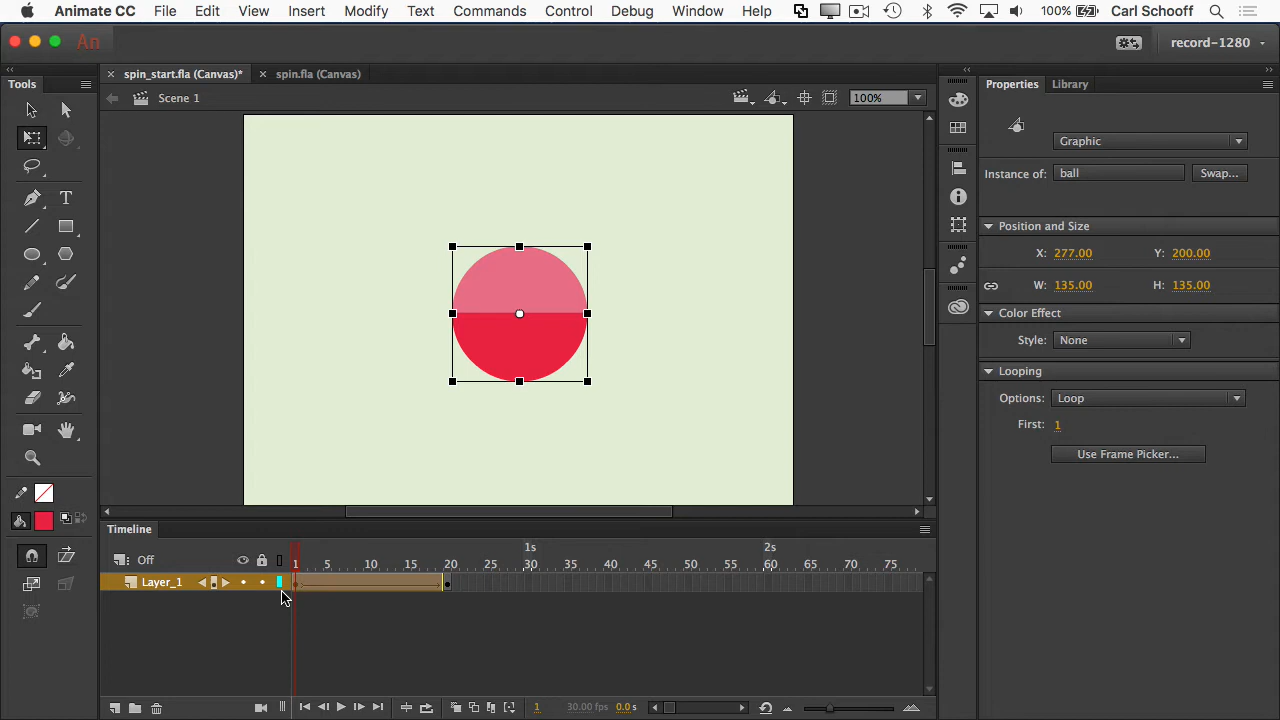 Animate CC File Edit View Insert Modify Text Commands Control Debug Window Help 100% Carl Schooff
An record-1280
Tools spin_start.fla (Canvas)* spin.fla (Canvas) Properties Library
Scene 1 100%
Graphic
Instance of: ball Swap...
Position and Size
X: 277.00 Y: 200.00
W: 135.00 H: 135.00
Color Effect
Style: None
Looping
Options: Loop
First: 1
Use Frame Picker...
Timeline
1s 2s
Off 1 5 10 15 20 25 30 35 40 45 50 55 60 65 70 75
Layer_1
1 30.00 fps 0.0 s